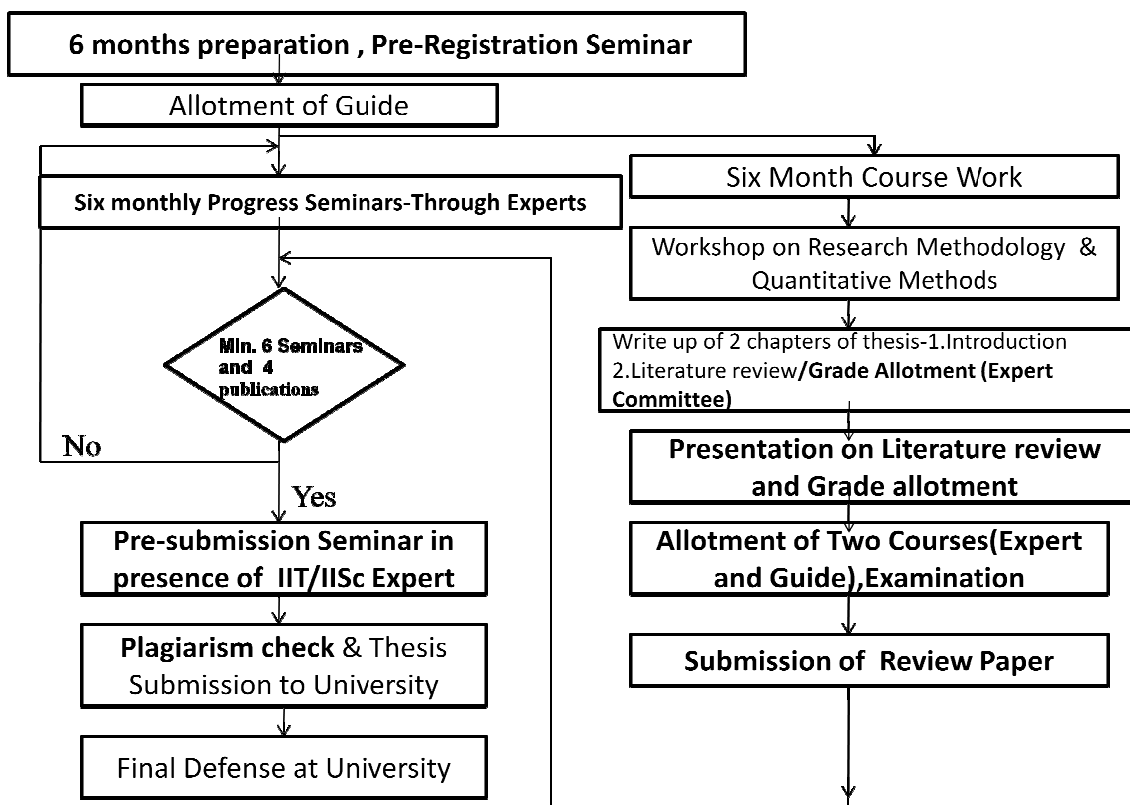 6 months preparation , Pre-Registration Seminar
Allotment of Guide
Six monthly Progress Seminars-Through Experts
Min. 6 Seminars
and 4
publications
No
Yes
Pre-submission Seminar in
presence of IIT/IISc Expert
Plagiarism check & Thesis
Submission to University
Final Defense at University
Six Month Course Work
Workshop on Research Methodology &
Quantitative Methods
Write up of 2 chapters of thesis-1.Introduction
2.Literature review/Grade Allotment (Expert
Committee)
Presentation on Literature review
and Grade allotment
Allotment of Two Courses(Expert
and Guide),Examination
Submission of Review Paper